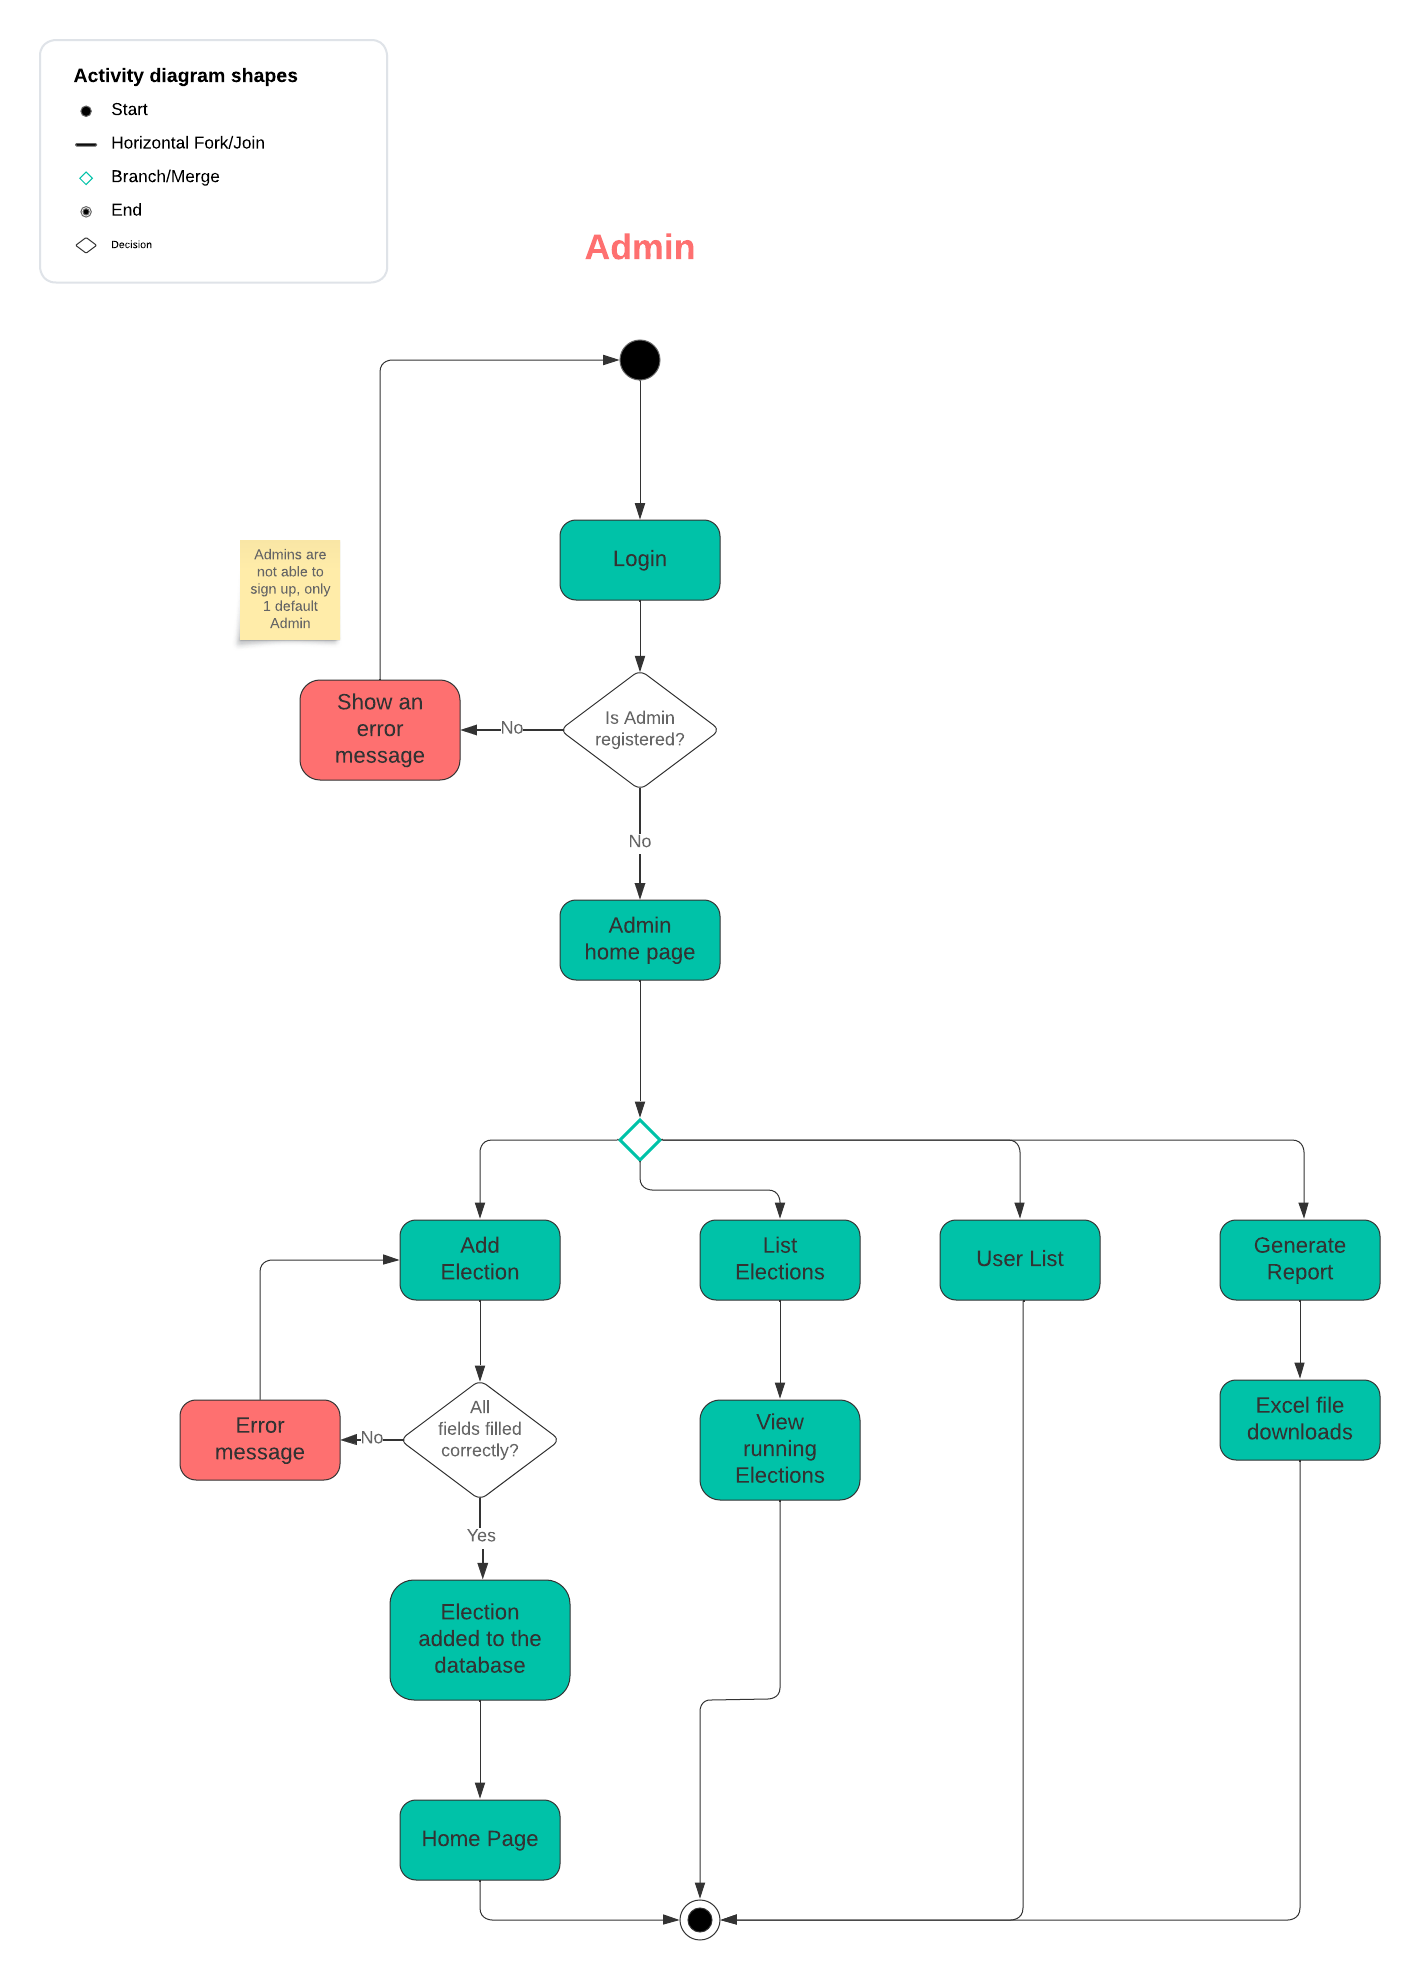 Activity diagram shapes
Start
Horizontal Fork/Join
Branch/Merge
End
Decision
Admin
Login
Admins are
not able to
sign up, only
1 default
Admin
Show an
error
message
No
Is Admin
registered?
No
Admin
home page
Add
Election
List
Elections
User List
Generate
Report
Error
message
No
All
fields filled
correctly?
View
running
Elections
Excel file
downloads
Yes
Election
added to the
database
Home Page